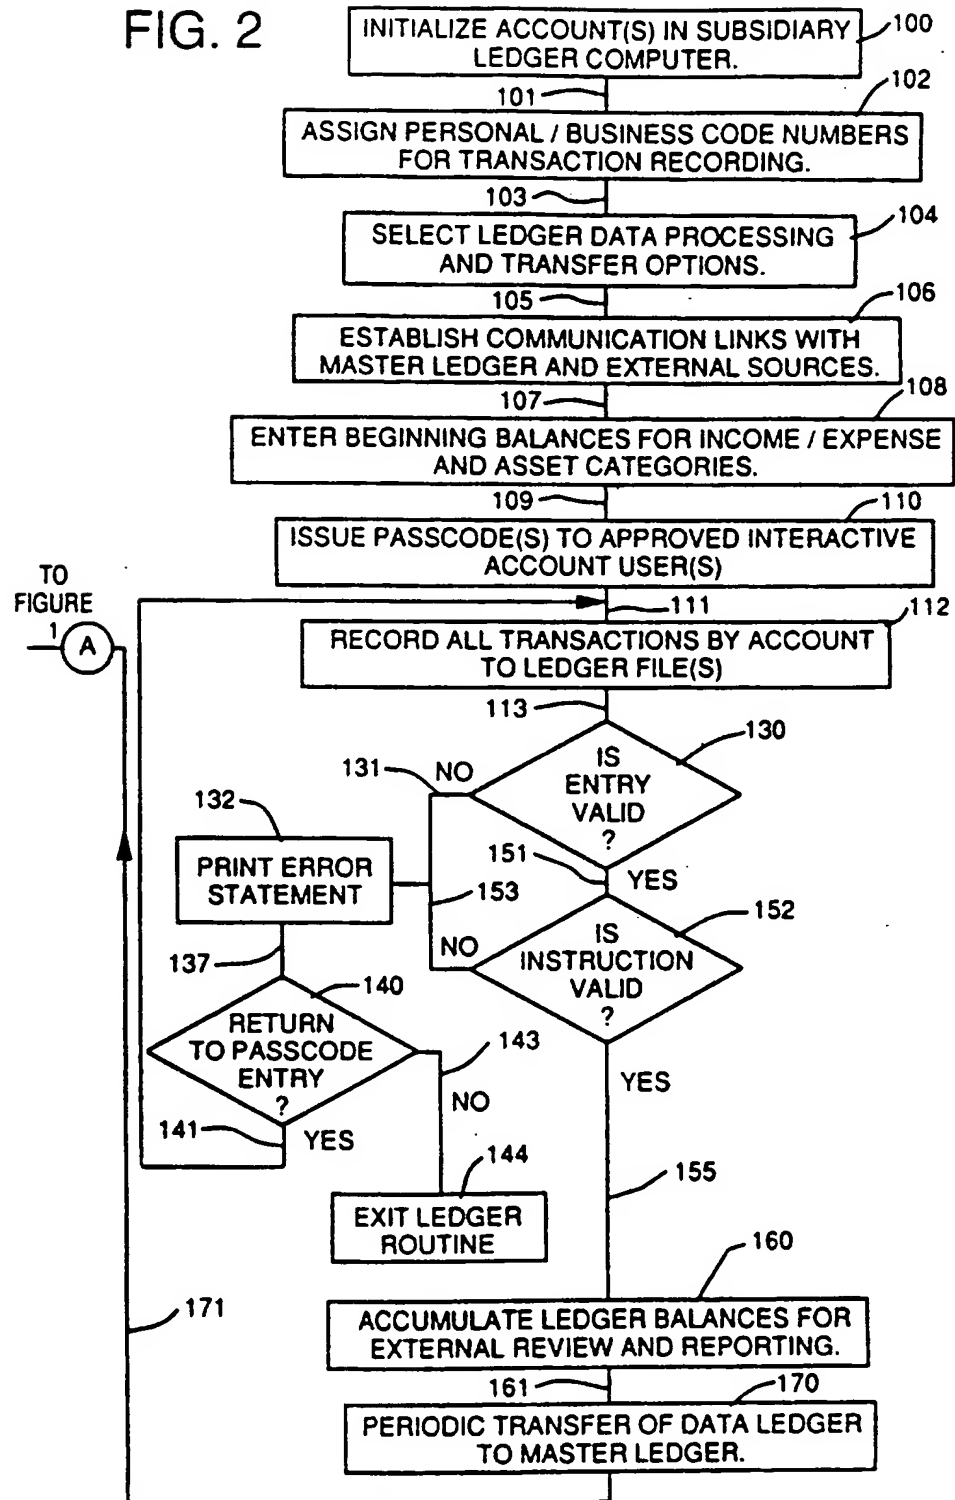 FIG. 2
INITIALIZE ACCOUNT(S) IN SUBSIDIARY
LEDGER COMPUTER.
100
101
102
ASSIGN PERSONAL / BUSINESS CODE NUMBERS
FOR TRANSACTION RECORDING.
103
104
SELECT LEDGER DATA PROCESSING
AND TRANSFER OPTIONS.
105
106
ESTABLISH COMMUNICATION LINKS WITH
MASTER LEDGER AND EXTERNAL SOURCES.
107
108
ENTER BEGINNING BALANCES FOR INCOME / EXPENSE
AND ASSET CATEGORIES.
109
110
ISSUE PASSCODE(S) TO APPROVED INTERACTIVE
ACCOUNT USER(S)
TO
FIGURE
1
A
111
112
RECORD ALL TRANSACTIONS BY ACCOUNT
TO LEDGER FILE(S)
113
130
IS
ENTRY
VALID
?
131
NO
132
PRINT ERROR
STATEMENT
151
YES
153
152
NO
IS
INSTRUCTION
VALID
?
137
140
RETURN
TO PASSCODE
ENTRY
?
143
NO
YES
141
YES
144
EXIT LEDGER
ROUTINE
155
160
171
ACCUMULATE LEDGER BALANCES FOR
EXTERNAL REVIEW AND REPORTING.
161
170
PERIODIC TRANSFER OF DATA LEDGER
TO MASTER LEDGER.